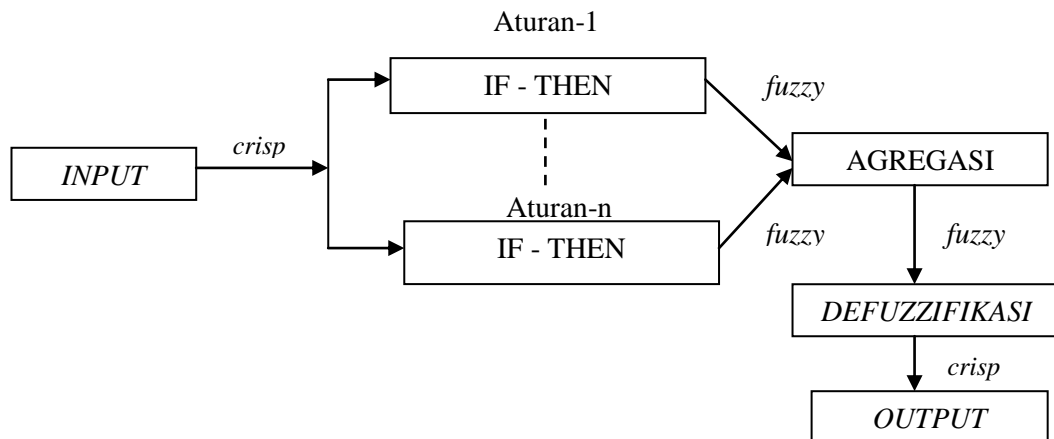 Aturan-1
IF - THEN
fuzzy
crisp
INPUT
AGREGASI
Aturan-n
IF - THEN
fuzzy
fuzzy
DEFUZZIFIKASI
crisp
OUTPUT